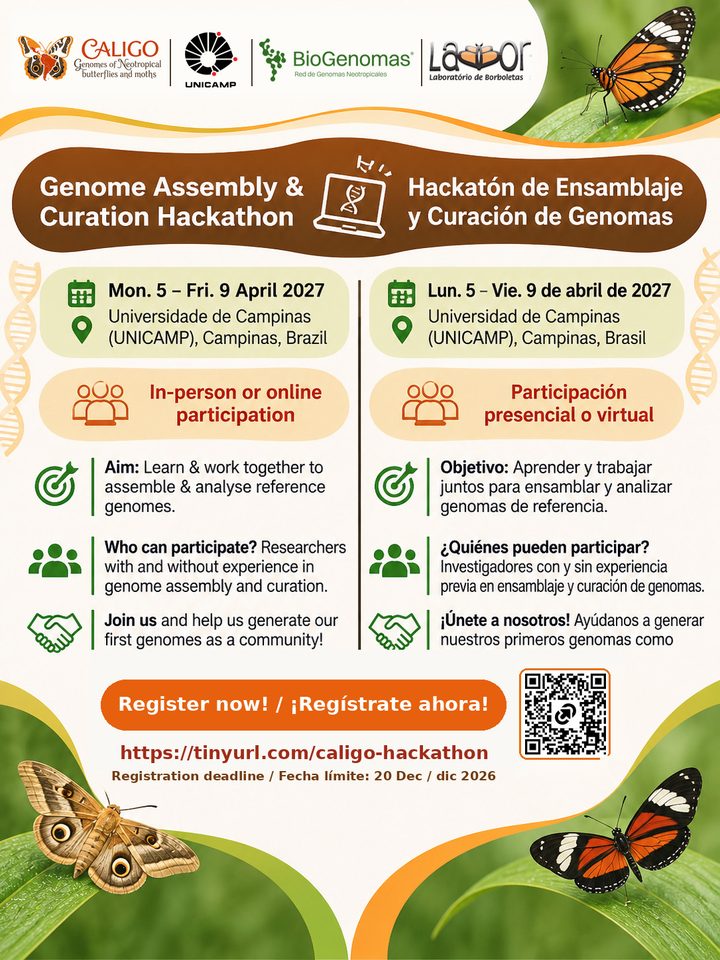 CALIGO
Genomes of Neotropical
butterflies and moths
UNICAMP
BioGenomas
Red de Genomas Neotropicales
Laboratório de Borboletas
Genome Assembly &
Curation Hackathon
Hackatón de Ensamblaje
y Curación de Genomas
Mon. 5 – Fri. 9 April 2027
Universidade de Campinas
(UNICAMP), Campinas, Brazil
In-person or online
participation
Aim: Learn & work together to
assemble & analyse reference
genomes.
Who can participate? Researchers
with and without experience in
genome assembly and curation.
Join us and help us generate our
first genomes as a community!
Lun. 5 – Vie. 9 de abril de 2027
Universidad de Campinas
(UNICAMP), Campinas, Brasil
Participación
presencial o virtual
Objetivo: Aprender y trabajar
juntos para ensamblar y analizar
genomas de referencia.
¿Quiénes pueden participar?
Investigadores con y sin experiencia
previa en ensamblaje y curación de genomas.
¡Únete a nosotros! Ayúdanos a generar
nuestros primeros genomas como
Register now! / ¡Regístrate ahora!
https://tinyurl.com/caligo-hackathon
Registration deadline / Fecha límite: 20 Dec / dic 2026